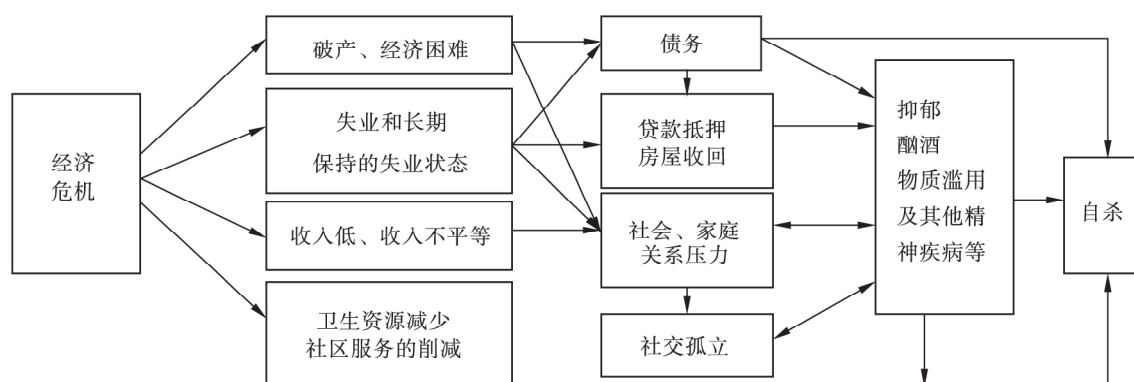 经济
危机
破产、经济困难
失业和长期
保持的失业状态
收入低、收入不平等
卫生资源减少
社区服务的削减
债务
贷款抵押
房屋收回
社会、家庭
关系压力
社交孤立
抑郁
酗酒
物质滥用
及其他精
神疾病等
自杀